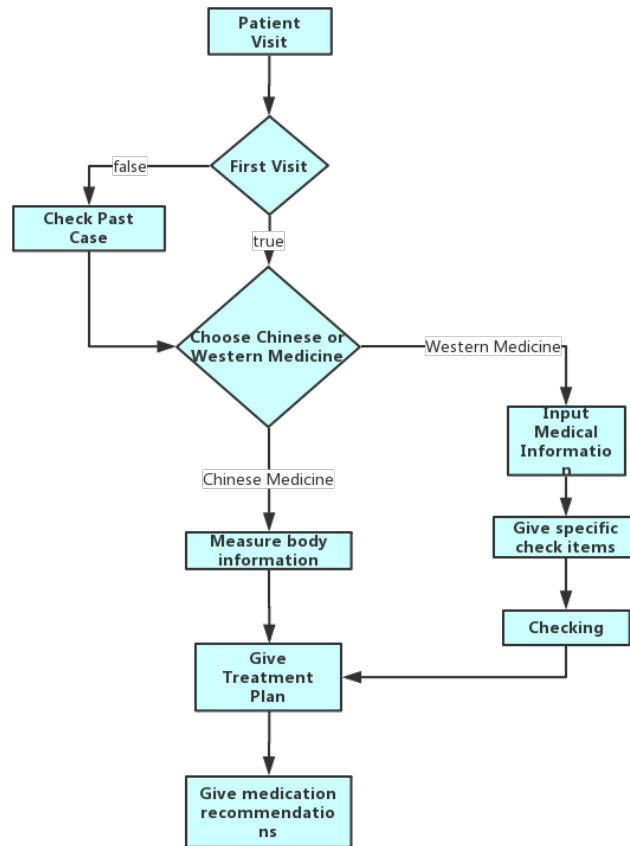 Patient
Visit
First Visit
false
Check Past
Case
true
Choose Chinese or
Western Medicine
Western Medicine
Input
Medical
Informatio
n
Chinese Medicine
Give specific
check items
Measure body
information
Checking
Give
Treatment
Plan
Give medication
recommendatio
ns